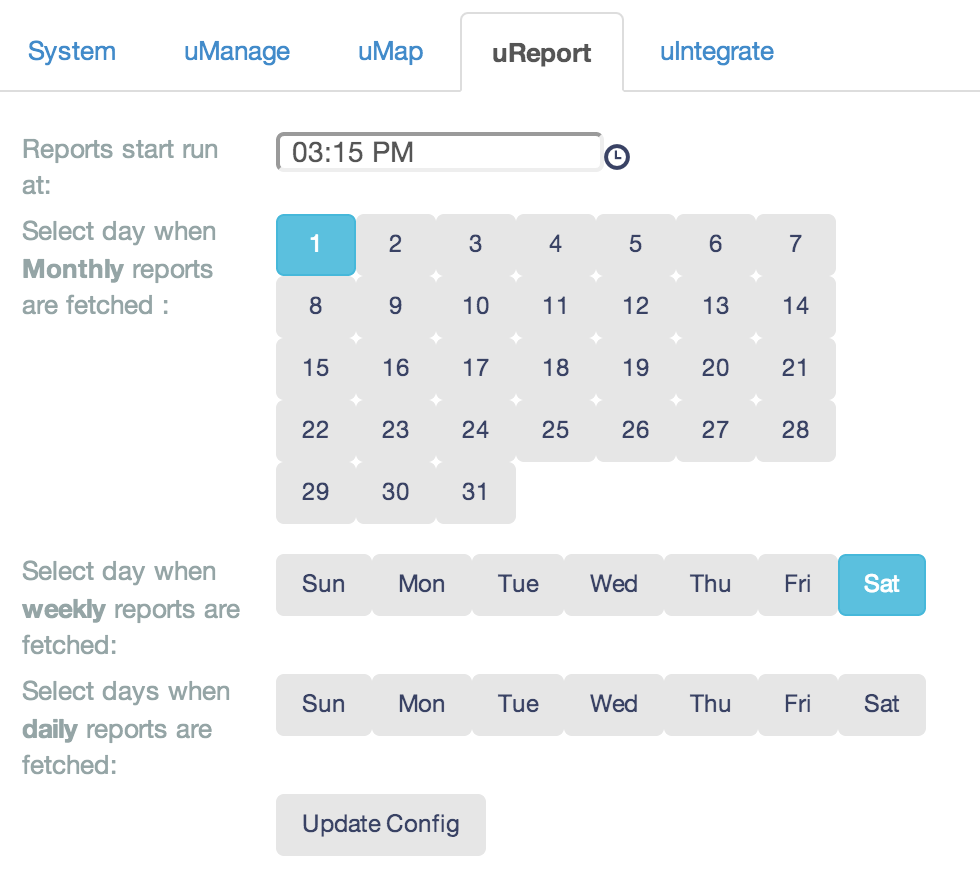 System uManage uMap uReport uIntegrate
Reports start run
at:
03:15 PM
Select day when
Monthly reports
are fetched :
1 2 3 4 5 6 7
8 9 10 11 12 13 14
15 16 17 18 19 20 21
22 23 24 25 26 27 28
29 30 31
Select day when
weekly reports are
fetched:
Sun Mon Tue Wed Thu Fri Sat
Select days when
daily reports are
fetched:
Sun Mon Tue Wed Thu Fri Sat
Update Config